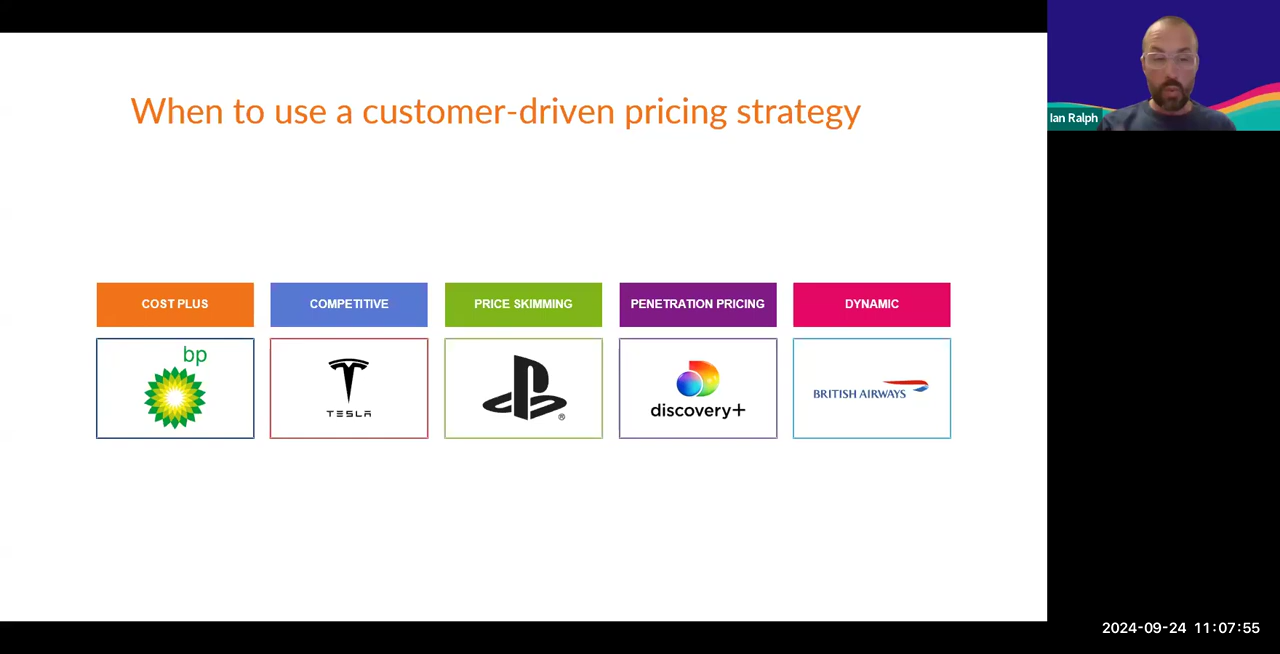 When to use a customer-driven pricing strategy
Ian Ralph
COST PLUS
COMPETITIVE
PRICE SKIMMING
PENETRATION PRICING
DYNAMIC
bp
TESLA
®
discovery+
BRITISH AIRWAYS
2024-09-24 11:07:55